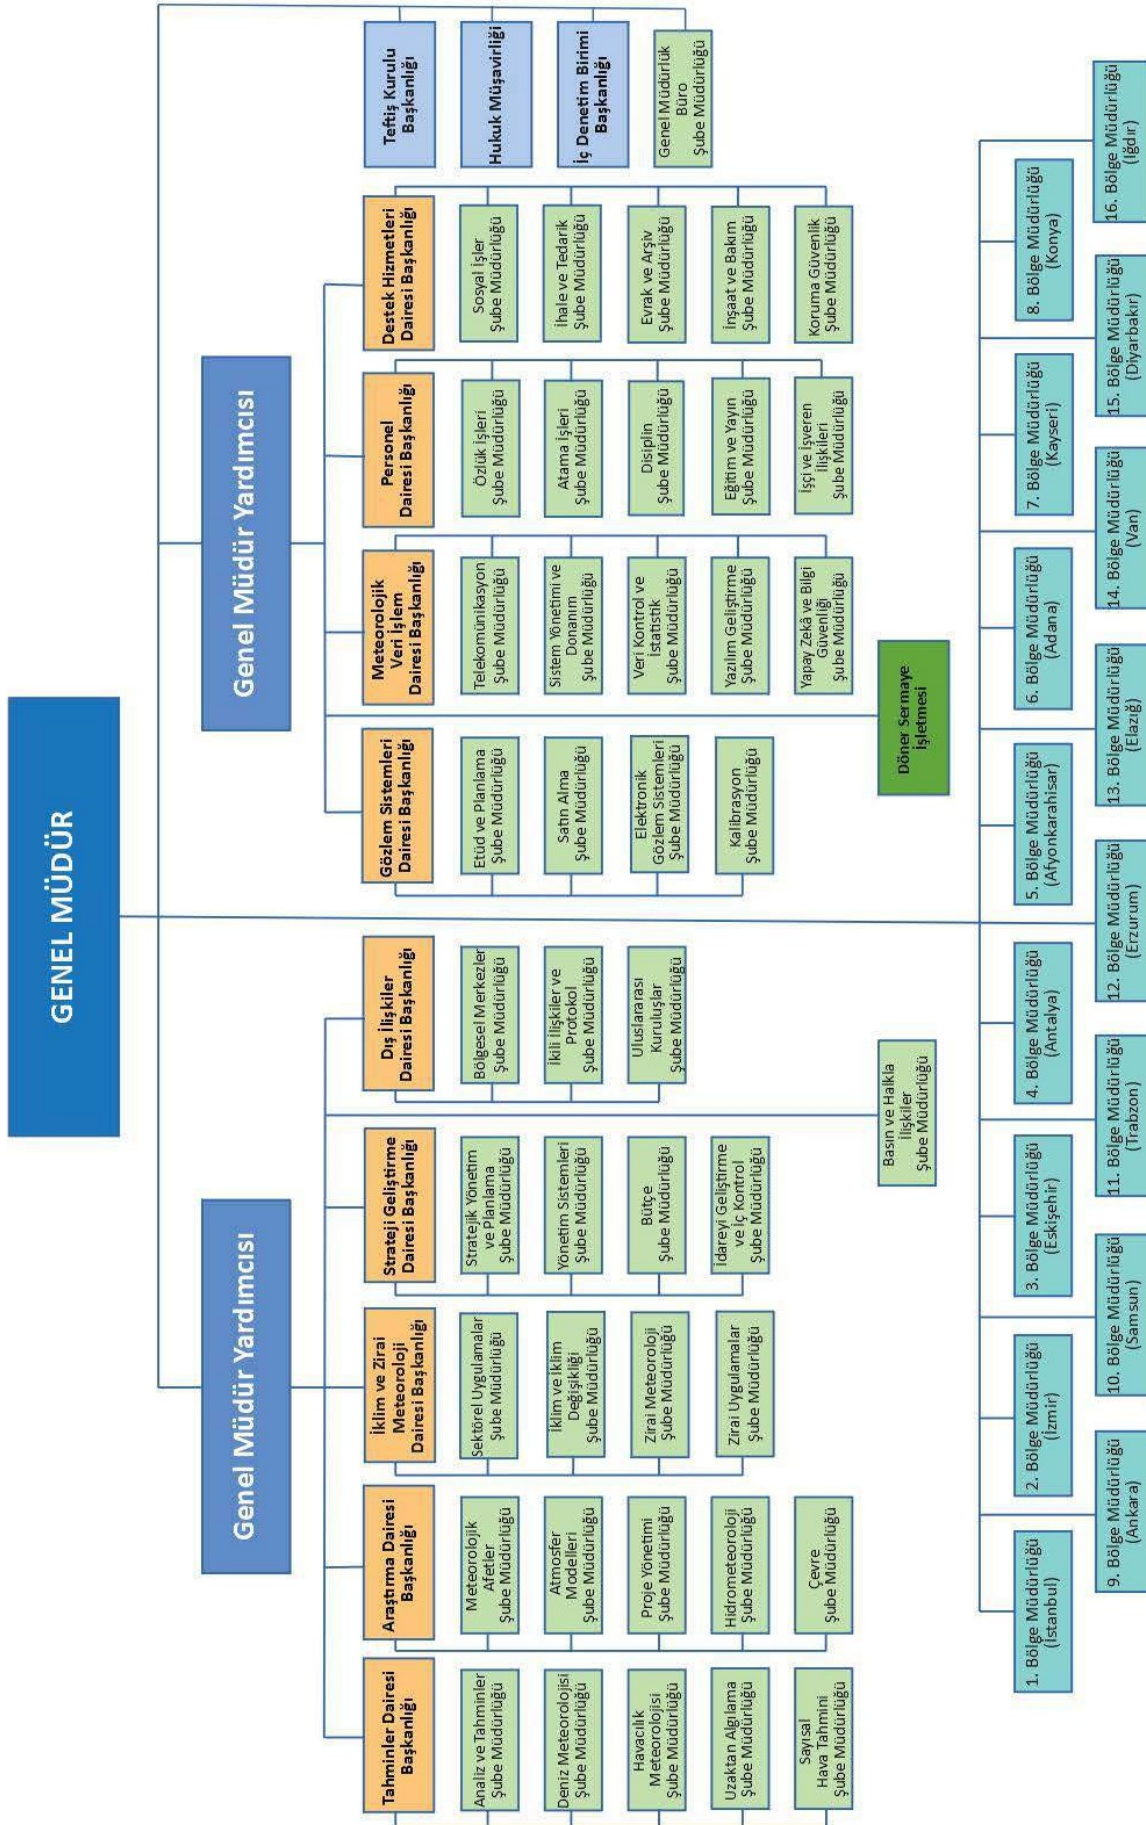 GENEL MÜDÜR
Genel Müdür Yardımcısı
Genel Müdür Yardımcısı
Tahminler Dairesi
Başkanlığı
Analiz ve Tahminler
Şube Müdürlüğü
Deniz Meteorolojisi
Şube Müdürlüğü
Havacılık
Meteorolojisi
Şube Müdürlüğü
Uzaktan Algılama
Şube Müdürlüğü
Sayısal
Hava Tahmini
Şube Müdürlüğü
Araştırma Dairesi
Başkanlığı
Meteorolojik
Afetler
Şube Müdürlüğü
Atmosfer
Modelleri
Şube Müdürlüğü
Proje Yönetimi
Şube Müdürlüğü
Hidrometeoroloji
Şube Müdürlüğü
Çevre
Şube Müdürlüğü
İklim ve Zirai
Meteoroloji
Dairesi Başkanlığı
Sektörel Uygulamalar
Şube Müdürlüğü
İklim ve İklim
Değişikliği
Şube Müdürlüğü
Zirai Meteoroloji
Şube Müdürlüğü
Zirai Uygulamalar
Şube Müdürlüğü
Strateji Geliştirme
Dairesi Başkanlığı
Stratejik Yönetim
ve Planlama
Şube Müdürlüğü
Yönetim Sistemleri
Şube Müdürlüğü
Bütçe
Şube Müdürlüğü
İdareyi Geliştirme
ve İç Kontrol
Şube Müdürlüğü
Dış İlişkiler
Dairesi Başkanlığı
Bölgesel Merkezler
Şube Müdürlüğü
İkili İlişkiler ve
Protokol
Şube Müdürlüğü
Uluslararası
Kuruluşlar
Şube Müdürlüğü
Basın ve Halkla
İlişkiler
Şube Müdürlüğü
Gözlem Sistemleri
Dairesi Başkanlığı
Etüd ve Planlama
Şube Müdürlüğü
Satın Alma
Şube Müdürlüğü
Elektronik
Gözlem Sistemleri
Şube Müdürlüğü
Kalibrasyon
Şube Müdürlüğü
Meteorolojik
Veri İşlem
Dairesi Başkanlığı
Telekomünikasyon
Şube Müdürlüğü
Sistem Yönetimi ve
Donanım
Şube Müdürlüğü
Veri Kontrol ve
İstatistik
Şube Müdürlüğü
Yazılım Geliştirme
Şube Müdürlüğü
Yapay Zekâ ve Bilgi
Güvenliği
Şube Müdürlüğü
Döner Sermaye
İşletmesi
Personel
Dairesi Başkanlığı
Özlük İşleri
Şube Müdürlüğü
Atama İşleri
Şube Müdürlüğü
Disiplin
Şube Müdürlüğü
Eğitim ve Yayın
Şube Müdürlüğü
İşçi ve İşveren
İlişkileri
Şube Müdürlüğü
Destek Hizmetleri
Dairesi Başkanlığı
Sosyal İşler
Şube Müdürlüğü
İhale ve Tedarik
Şube Müdürlüğü
Evrak ve Arşiv
Şube Müdürlüğü
İnşaat ve Bakım
Şube Müdürlüğü
Koruma Güvenlik
Şube Müdürlüğü
Teftiş Kurulu
Başkanlığı
Hukuk Müşavirliği
İç Denetim Birimi
Başkanlığı
Genel Müdürlük
Büro
Şube Müdürlüğü
1. Bölge Müdürlüğü
(İstanbul)
2. Bölge Müdürlüğü
(İzmir)
3. Bölge Müdürlüğü
(Eskişehir)
4. Bölge Müdürlüğü
(Antalya)
5. Bölge Müdürlüğü
(Afyonkarahisar)
6. Bölge Müdürlüğü
(Adana)
7. Bölge Müdürlüğü
(Kayseri)
8. Bölge Müdürlüğü
(Konya)
9. Bölge Müdürlüğü
(Ankara)
10. Bölge Müdürlüğü
(Samsun)
11. Bölge Müdürlüğü
(Trabzon)
12. Bölge Müdürlüğü
(Erzurum)
13. Bölge Müdürlüğü
(Elazığ)
14. Bölge Müdürlüğü
(Van)
15. Bölge Müdürlüğü
(Diyarbakır)
16. Bölge Müdürlüğü
(Iğdır)